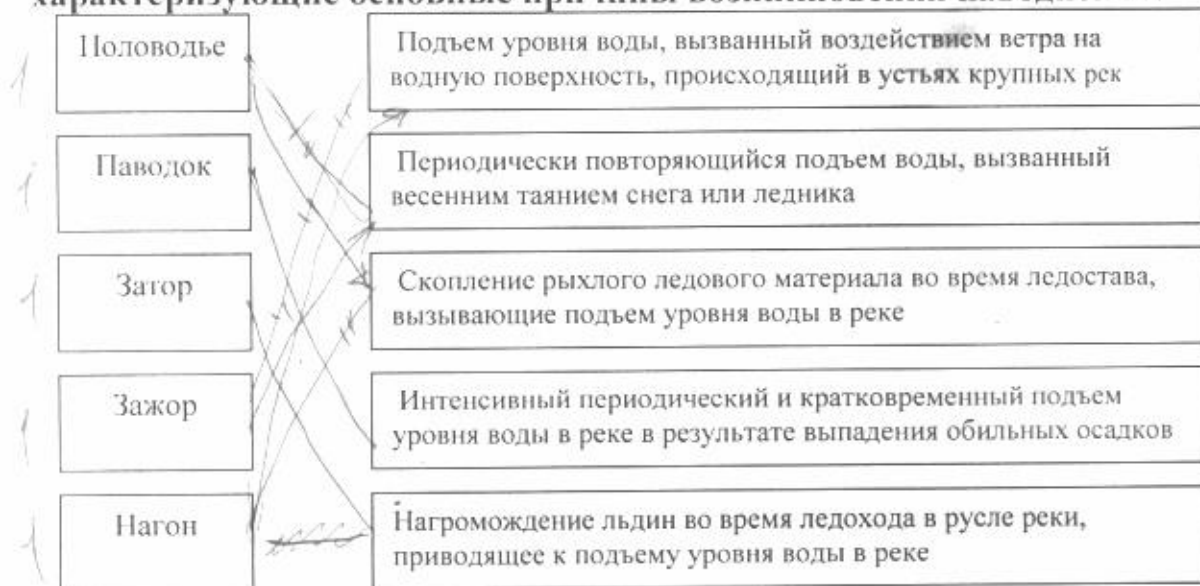 Половодье
Подъем уровня воды, вызванный воздействием ветра на
водную поверхность, происходящий в устьях крупных рек
Паводок
Периодически повторяющийся подъем воды, вызванный
весенним таянием снега или ледника
Затор
Скопление рыхлого ледового материала во время ледостава,
вызывающие подъем уровня воды в реке
Зажор
Интенсивный периодический и кратковременный подъем
уровня воды в реке в результате выпадения обильных осадков
Нагон
Нагромождение льдин во время ледохода в русле реки,
приводящее к подъему уровня воды в реке